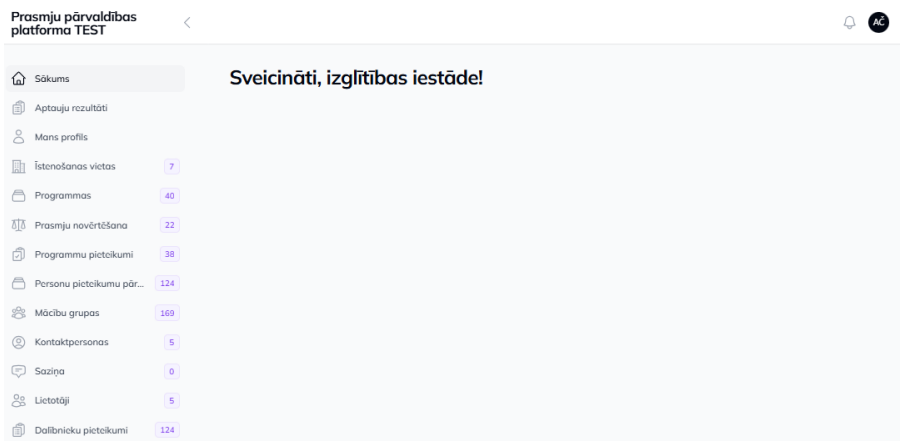 Prasmju pārvaldības
platforma TEST
AČ
Sākums
Sveicināti, izglītības iestāde!
Aptauju rezultāti
Mans profils
Īstenošanas vietas 7
Programmas 40
Prasmju novērtēšana 22
Programmu pieteikumi 38
Personu pieteikumu pār... 124
Mācību grupas 169
Kontaktpersonas 5
Saziņa 0
Lietotāji 5
Dalībnieku pieteikumi 124